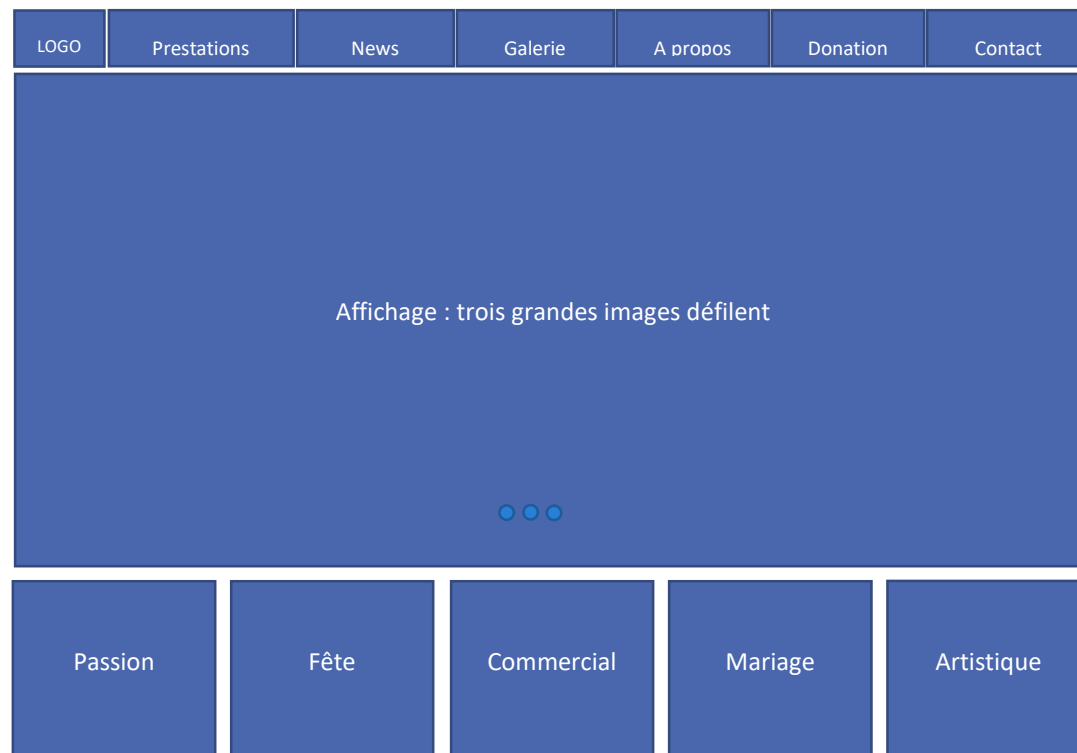 LOGO
Prestations
News
Galerie
A propos
Donation
Contact
Affichage : trois grandes images défilent
Passion
Fête
Commercial
Mariage
Artistique